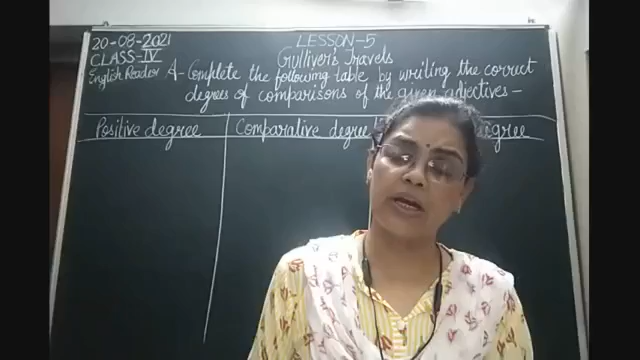 20-08-2021 LESSON-5
CLASS-IV Gulliver's Travels
English Reader A-Complete the following table by writing the correct
degrees of comparisons of the given adjectives-
Positive degree Comparative degree degree